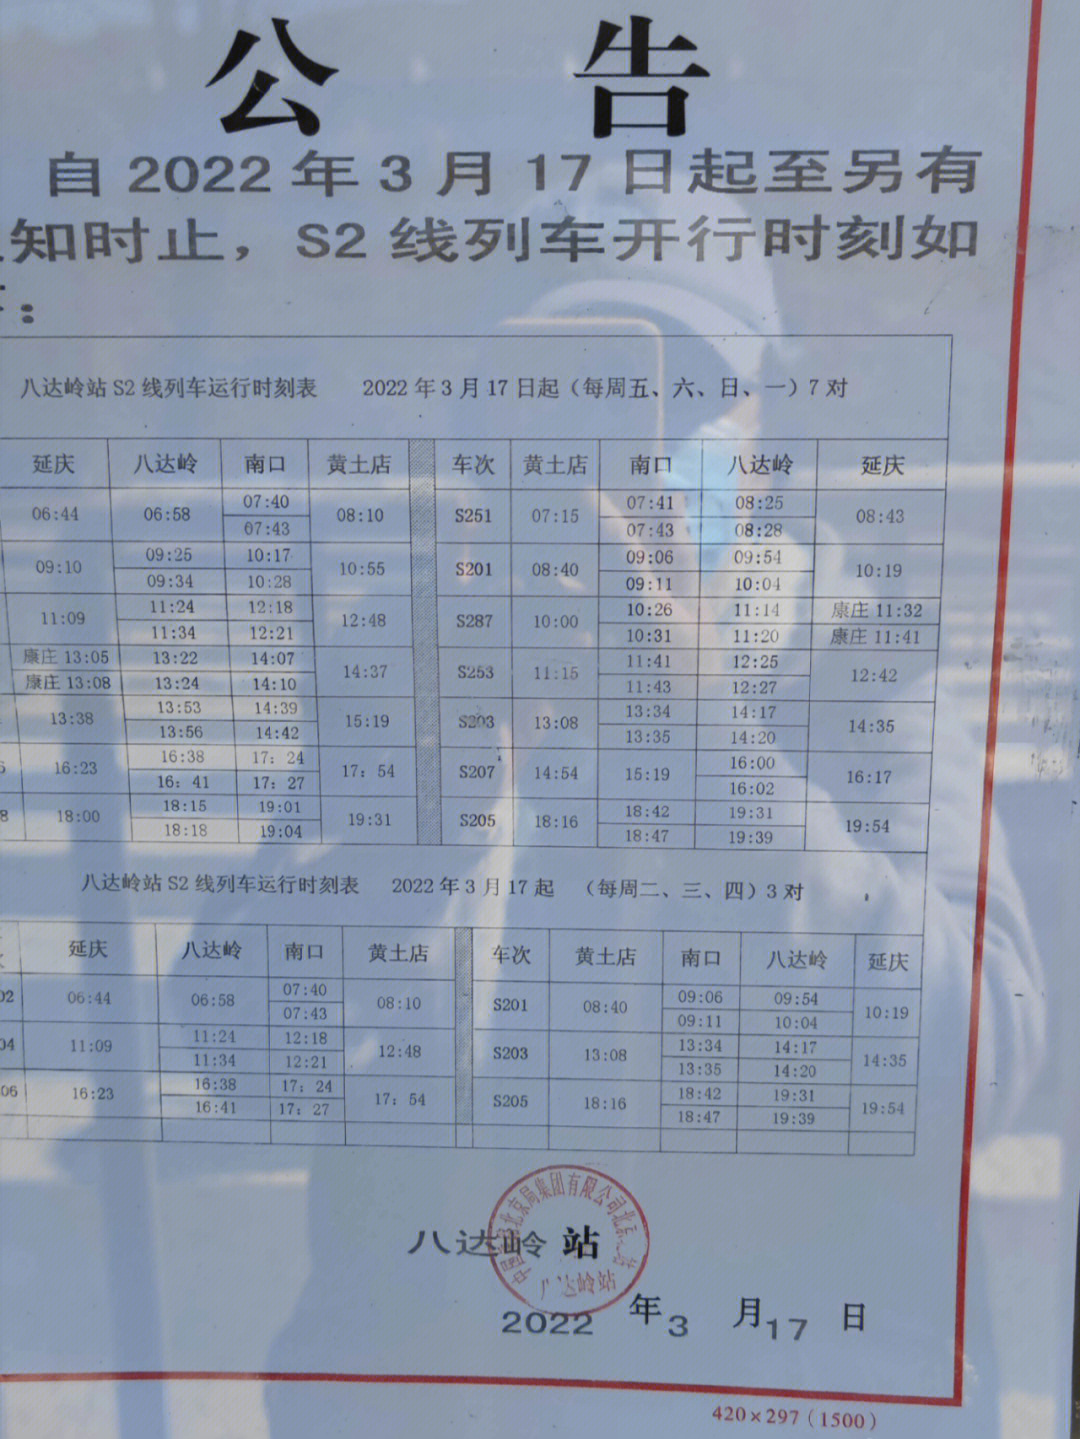 公 告
自 2022 年 3 月 17 日起至另有
知时止，S2 线列车开行时刻如
：
八达岭站 S2 线列车运行时刻表 2022 年 3 月 17 日起（每周五、六、日、一）7 对
延庆 八达岭 南口 黄土店 车次 黄土店 南口 八达岭 延庆
07:40 07:41 08:25
06:44 06:58 08:10 S251 07:15 08:43
07:43 07:43 08:28
09:25 10:17 09:06 09:54
09:10 10:55 S201 08:40 10:19
09:34 10:28 09:11 10:04
11:24 12:18 10:26 11:14 康庄 11:32
11:09 12:48 S287 10:00
11:34 12:21 10:31 11:20 康庄 11:41
康庄 13:05 13:22 14:07 11:41 12:25
14:37 S253 11:15 12:42
康庄 13:08 13:24 14:10 11:43 12:27
13:53 14:39 13:34 14:17
13:38 15:19 S203 13:08 14:35
13:56 14:42 13:35 14:20
16:38 17：24 16:00
16:23 17：54 S207 14:54 15:19 16:17
16：41 17：27 16:02
18:15 19:01 18:42 19:31
8 18:00 19:31 S205 18:16 19:54
18:18 19:04 18:47 19:39
八达岭站 S2 线列车运行时刻表 2022 年 3 月 17 起 （每周二、三、四）3 对
延庆 八达岭 南口 黄土店 车次 黄土店 南口 八达岭 延庆
07:40 09:06 09:54
02 06:44 06:58 08:10 S201 08:40 10:19
07:43 09:11 10:04
11:24 12:18 13:34 14:17
04 11:09 12:48 S203 13:08 14:35
11:34 12:21 13:35 14:20
16:38 17：24 18:42 19:31
06 16:23 17：54 S205 18:16 19:54
16:41 17：27 18:47 19:39
北京局集团有限公司北
八达岭 站
达岭站
2022 年 3 月 17 日
420×297（1500）